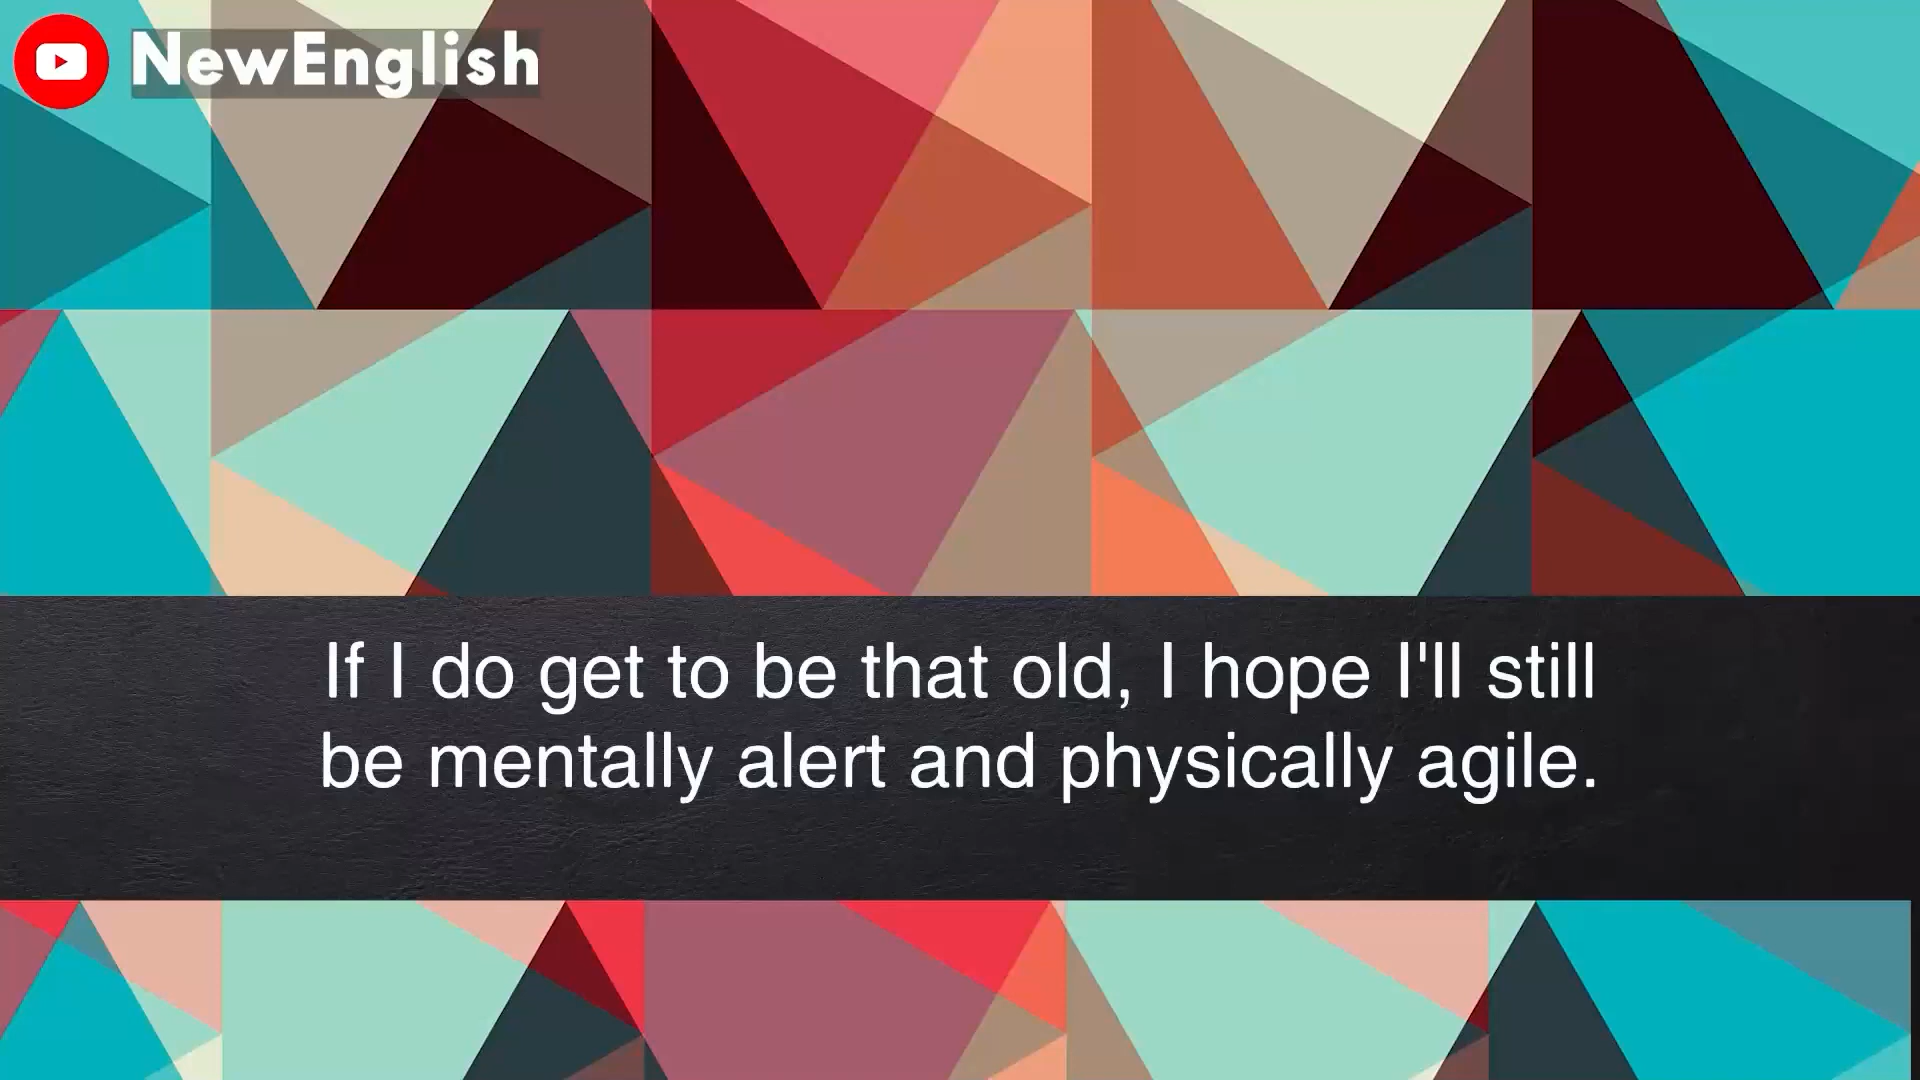 NewEnglish
If I do get to be that old, I hope I'll still
be mentally alert and physically agile.